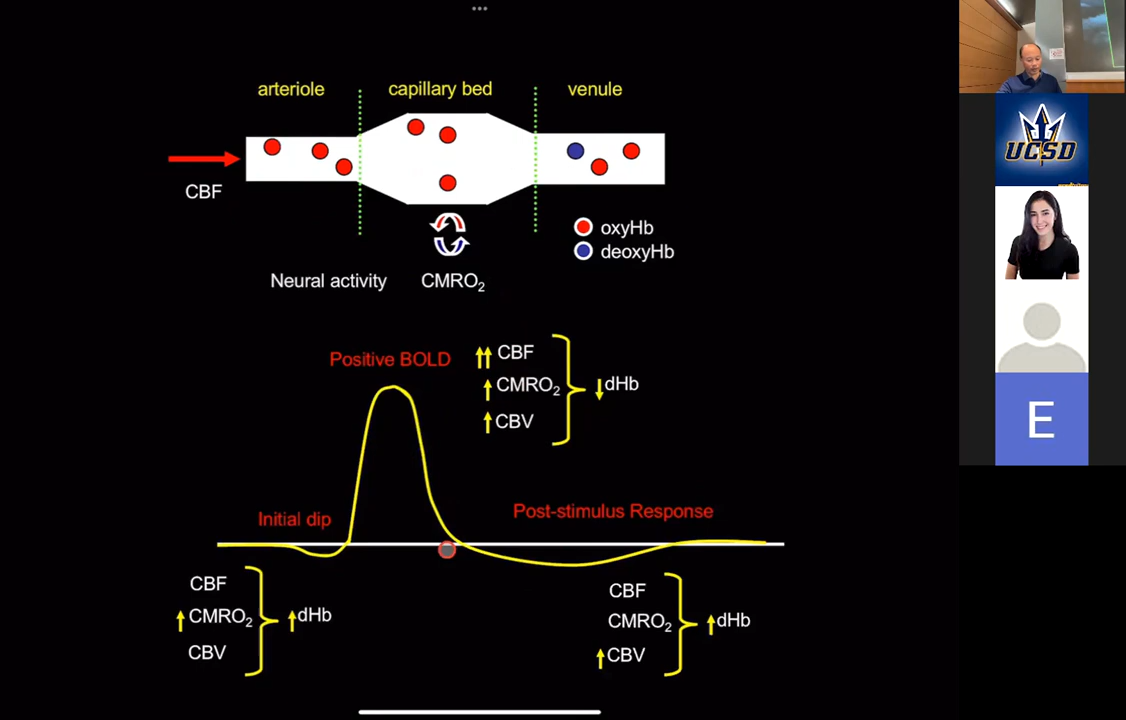 arteriole
capillary bed
venule
CBF
oxyHb
deoxyHb
Neural activity
CMRO₂
Positive BOLD
↑↑ CBF
↑ CMRO₂
↑ CBV
↓ dHb
Initial dip
Post-stimulus Response
CBF
↑ CMRO₂
CBV
↑ dHb
CBF
CMRO₂
↑ CBV
↑ dHb
UCSD
E